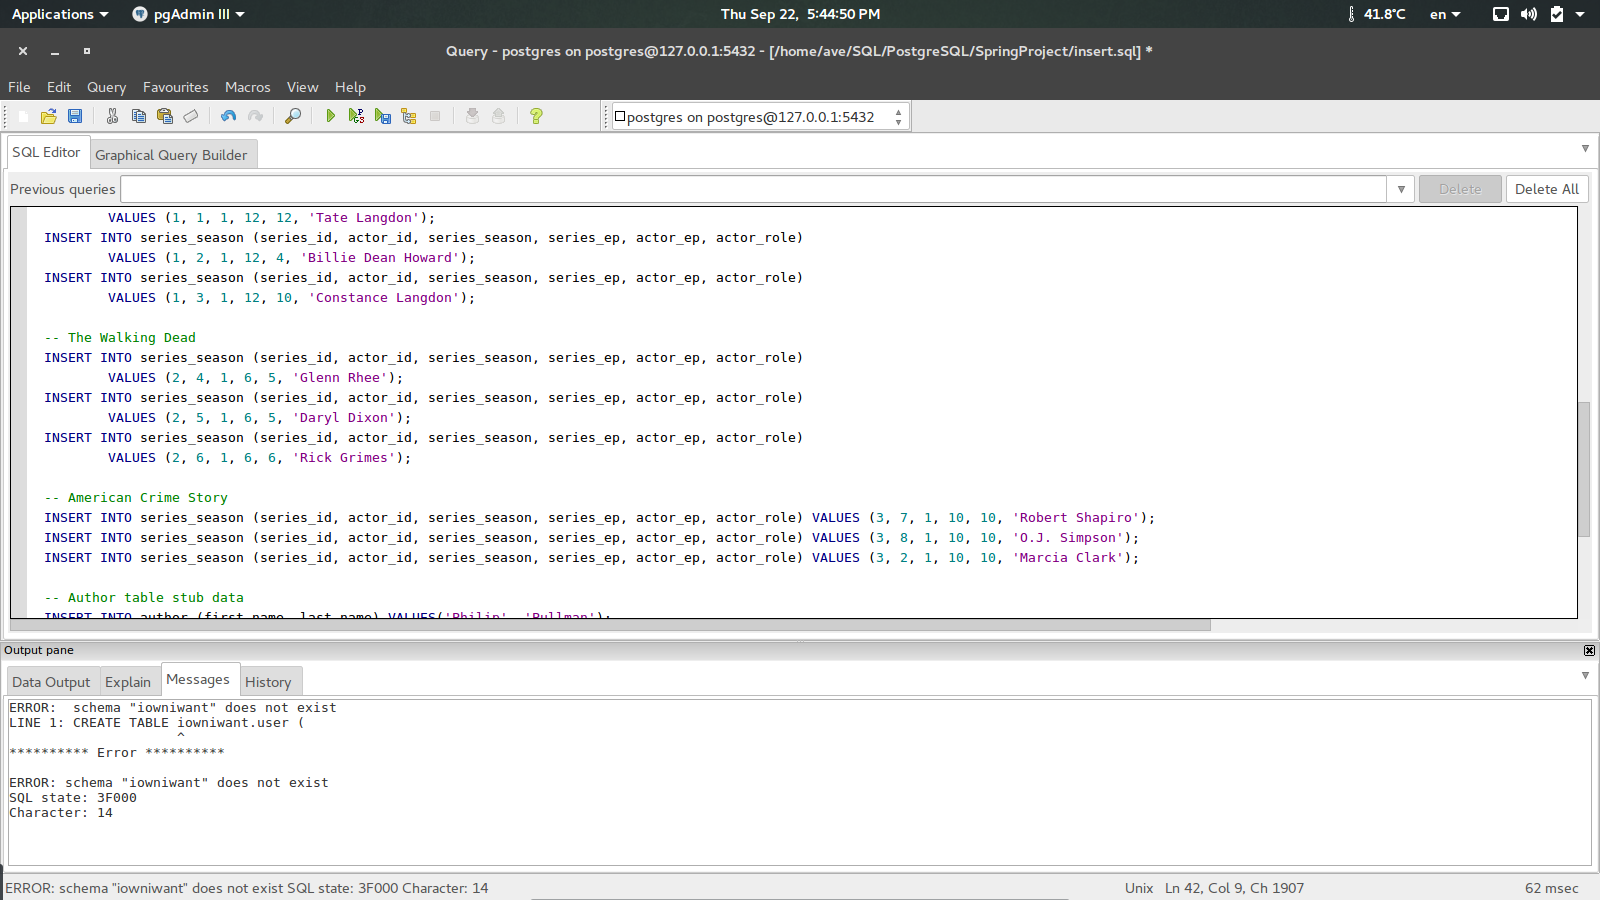 Applications pgAdmin III Thu Sep 22, 5:44:50 PM 41.8°C en
Query - postgres on postgres@127.0.0.1:5432 - [/home/ave/SQL/PostgreSQL/SpringProject/insert.sql] *
File Edit Query Favourites Macros View Help
postgres on postgres@127.0.0.1:5432
SQL Editor Graphical Query Builder
Previous queries Delete Delete All
VALUES (1, 1, 1, 12, 12, 'Tate Langdon');
INSERT INTO series_season (series_id, actor_id, series_season, series_ep, actor_ep, actor_role)
VALUES (1, 2, 1, 12, 4, 'Billie Dean Howard');
INSERT INTO series_season (series_id, actor_id, series_season, series_ep, actor_ep, actor_role)
VALUES (1, 3, 1, 12, 10, 'Constance Langdon');
-- The Walking Dead
INSERT INTO series_season (series_id, actor_id, series_season, series_ep, actor_ep, actor_role)
VALUES (2, 4, 1, 6, 5, 'Glenn Rhee');
INSERT INTO series_season (series_id, actor_id, series_season, series_ep, actor_ep, actor_role)
VALUES (2, 5, 1, 6, 5, 'Daryl Dixon');
INSERT INTO series_season (series_id, actor_id, series_season, series_ep, actor_ep, actor_role)
VALUES (2, 6, 1, 6, 6, 'Rick Grimes');
-- American Crime Story
INSERT INTO series_season (series_id, actor_id, series_season, series_ep, actor_ep, actor_role) VALUES (3, 7, 1, 10, 10, 'Robert Shapiro');
INSERT INTO series_season (series_id, actor_id, series_season, series_ep, actor_ep, actor_role) VALUES (3, 8, 1, 10, 10, 'O.J. Simpson');
INSERT INTO series_season (series_id, actor_id, series_season, series_ep, actor_ep, actor_role) VALUES (3, 2, 1, 10, 10, 'Marcia Clark');
-- Author table stub data
INSERT INTO author (first_name, last_name) VALUES('Philip', 'Pullman');
Output pane
Data Output Explain Messages History
ERROR:  schema "iowniwant" does not exist
LINE 1: CREATE TABLE iowniwant.user (
^
********** Error **********
ERROR: schema "iowniwant" does not exist
SQL state: 3F000
Character: 14
ERROR: schema "iowniwant" does not exist SQL state: 3F000 Character: 14 Unix Ln 42, Col 9, Ch 1907 62 msec